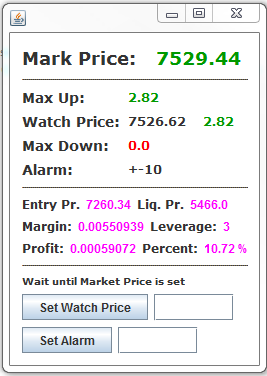 Mark Price: 7529.44
Max Up: 2.82
Watch Price: 7526.62 2.82
Max Down: 0.0
Alarm: +-10
Entry Pr. 7260.34 Liq. Pr. 5466.0
Margin: 0.00550939 Leverage: 3
Profit: 0.00059072 Percent: 10.72 %
Wait until Market Price is set
Set Watch Price
Set Alarm